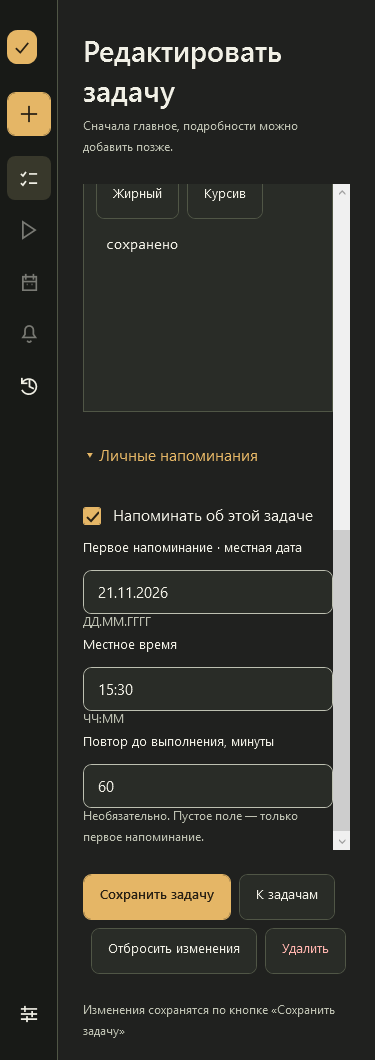 Редактировать
задачу
Сначала главное, подробности можно
добавить позже.
Жирный
Курсив
сохранено
Личные напоминания
Напоминать об этой задаче
Первое напоминание · местная дата
21.11.2026
ДД.ММ.ГГГГ
Местное время
15:30
ЧЧ:ММ
Повтор до выполнения, минуты
60
Необязательно. Пустое поле — только
первое напоминание.
Сохранить задачу
К задачам
Отбросить изменения
Удалить
Изменения сохранятся по кнопке «Сохранить
задачу»